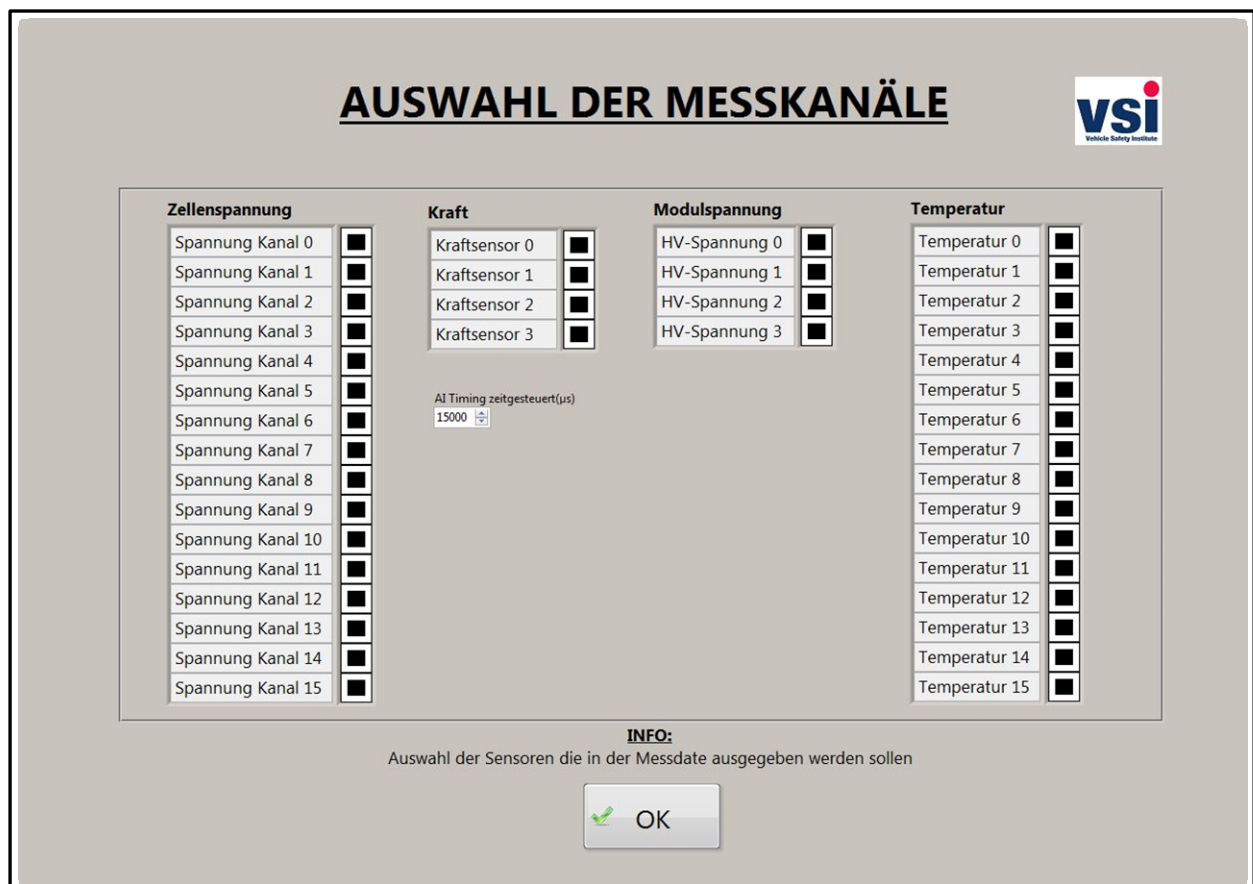 AUSWAHL DER MESSKANÄLE
vsi
Vehicle Safety Institute
Zellenspannung
Spannung Kanal 0
Spannung Kanal 1
Spannung Kanal 2
Spannung Kanal 3
Spannung Kanal 4
Spannung Kanal 5
Spannung Kanal 6
Spannung Kanal 7
Spannung Kanal 8
Spannung Kanal 9
Spannung Kanal 10
Spannung Kanal 11
Spannung Kanal 12
Spannung Kanal 13
Spannung Kanal 14
Spannung Kanal 15
Kraft
Kraftsensor 0
Kraftsensor 1
Kraftsensor 2
Kraftsensor 3
AI Timing zeitgesteuert(µs)
15000
Modulspannung
HV-Spannung 0
HV-Spannung 1
HV-Spannung 2
HV-Spannung 3
Temperatur
Temperatur 0
Temperatur 1
Temperatur 2
Temperatur 3
Temperatur 4
Temperatur 5
Temperatur 6
Temperatur 7
Temperatur 8
Temperatur 9
Temperatur 10
Temperatur 11
Temperatur 12
Temperatur 13
Temperatur 14
Temperatur 15
INFO:
Auswahl der Sensoren die in der Messdate ausgegeben werden sollen
OK